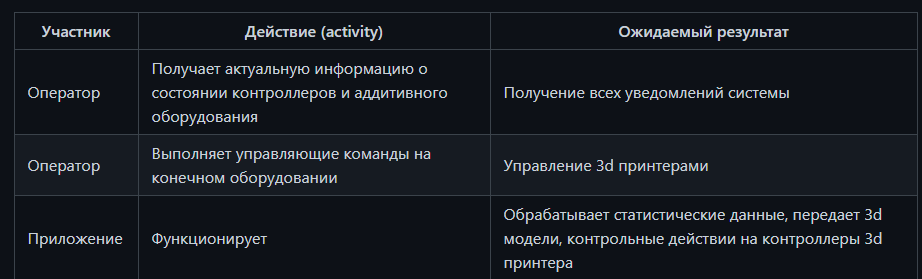 Участник Действие (activity) Ожидаемый результат
Получает актуальную информацию о
Оператор состоянии контроллеров и аддитивного Получение всех уведомлений системы
оборудования
Выполняет управляющие команды на
Оператор Управление 3d принтерами
конечном оборудовании
Обрабатывает статистические данные, передает 3d
Приложение Функционирует модели, контрольные действии на контроллеры 3d
принтера